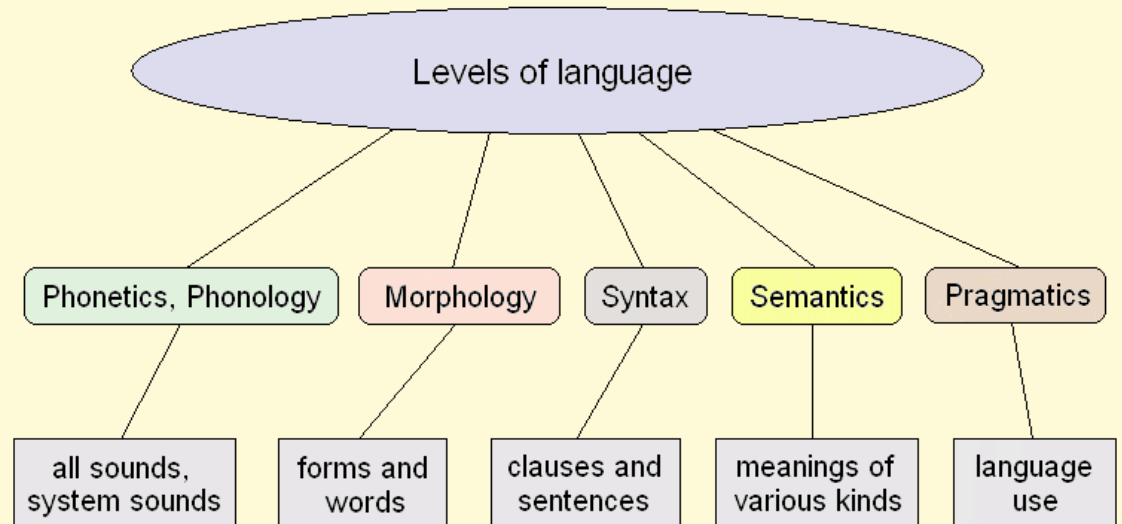 Levels of language
Phonetics, Phonology
Morphology
Syntax
Semantics
Pragmatics
all sounds,
system sounds
forms and
words
clauses and
sentences
meanings of
various kinds
language
use